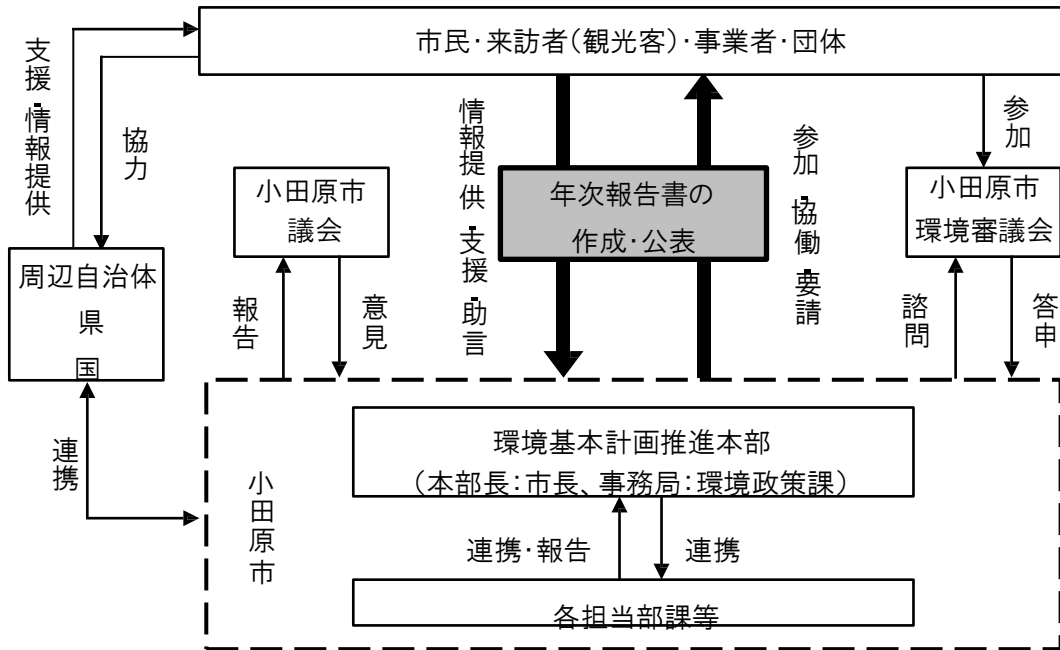 市民・来訪者(観光客)・事業者・団体
支援・情報提供
協力
情報提供・支援・助言
参加・協働・要請
参加
小田原市
議会
年次報告書の
作成・公表
小田原市
環境審議会
周辺自治体
県
国
報告
意見
諮問
答申
連携
小田原市
環境基本計画推進本部
(本部長:市長、事務局:環境政策課)
連携・報告
連携
各担当部課等